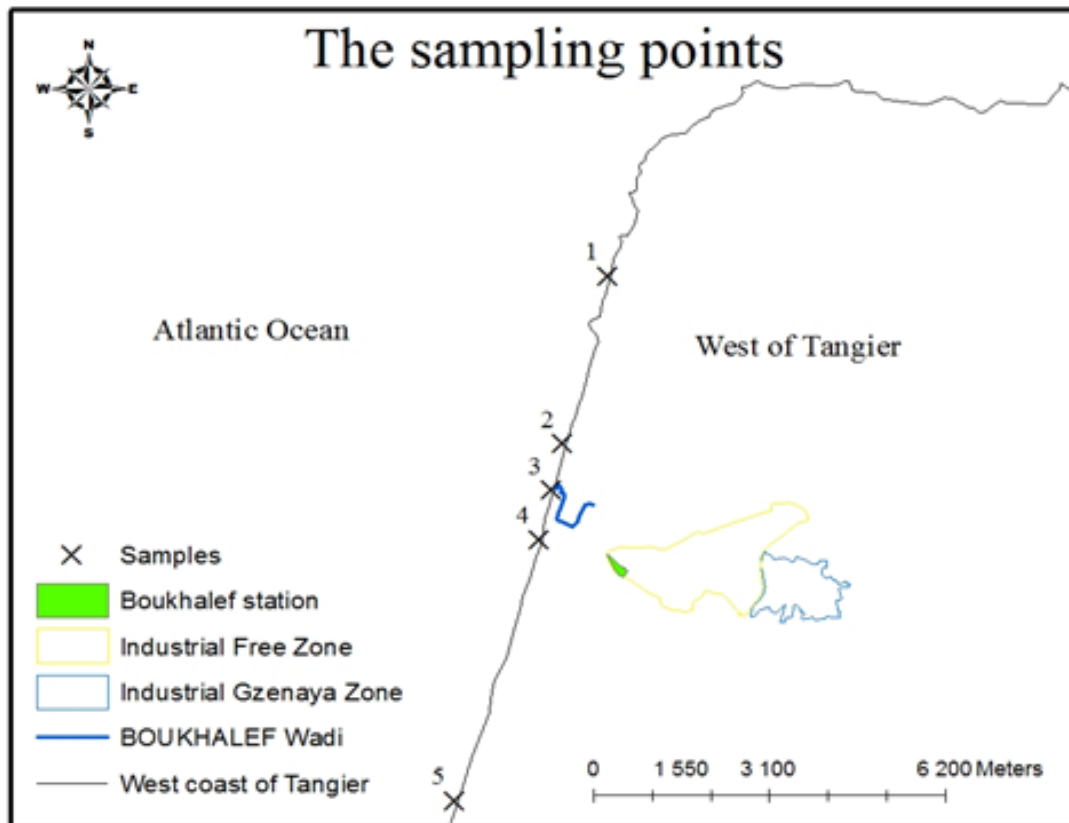 The sampling points
N
W E
S
1
Atlantic Ocean
West of Tangier
2
3
4
Samples
Boukhalef station
Industrial Free Zone
Industrial Gzenaya Zone
BOUKHALEF Wadi
West coast of Tangier
0 1 550 3 100 6 200 Meters
5